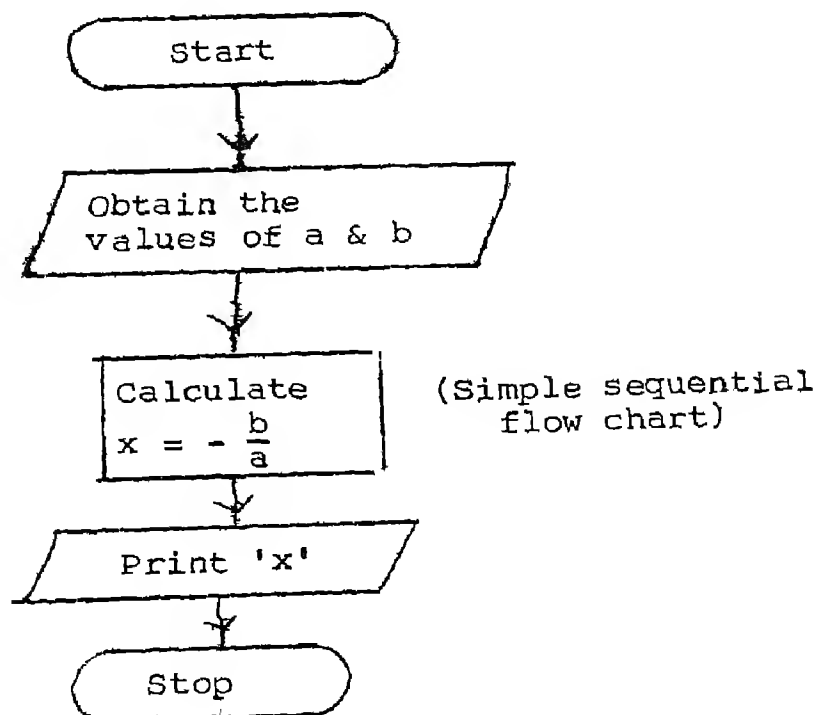 Start
Obtain the
values of a & b
Calculate
x = - b/a
(Simple sequential
flow chart)
Print 'x'
Stop